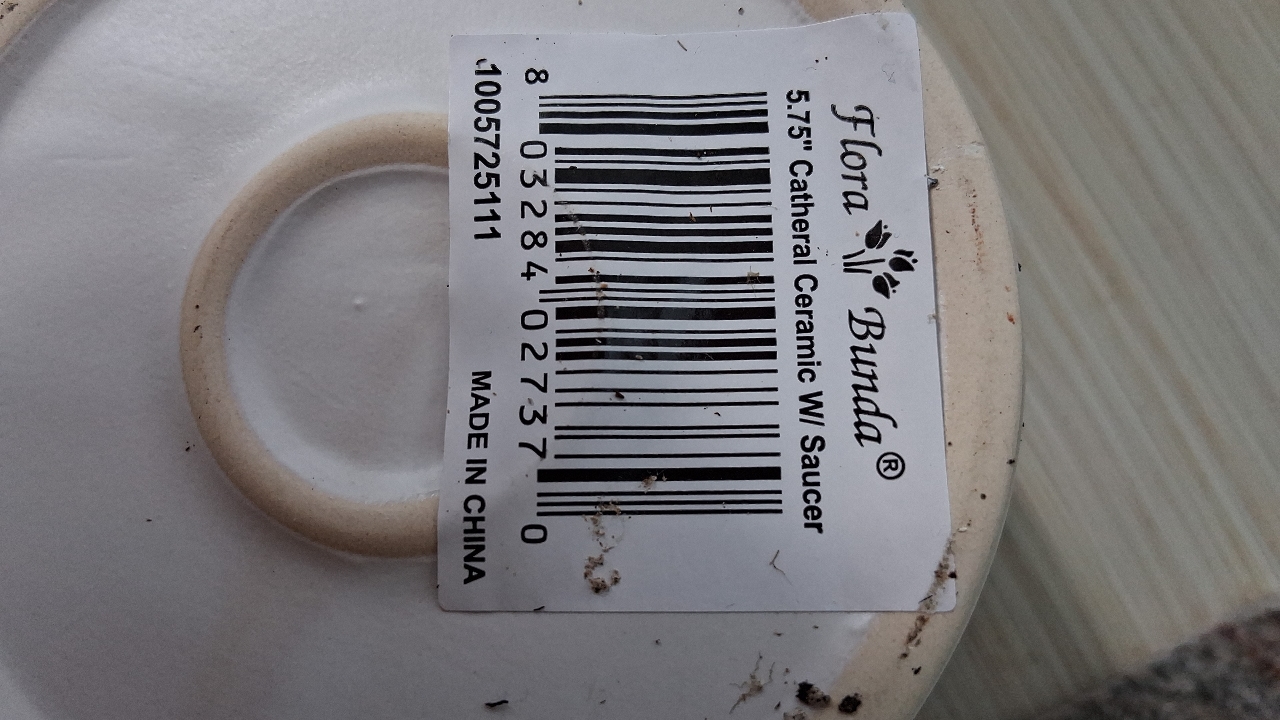 Flora Bunda®
5.75" Catheral Ceramic W/ Saucer
8 03284 02737 0
1005725111 MADE IN CHINA